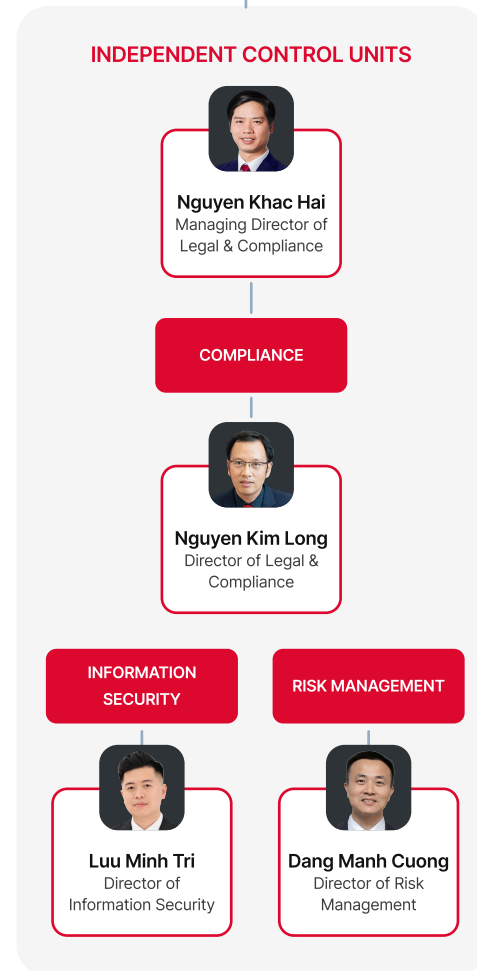 INDEPENDENT CONTROL UNITS
Nguyen Khac Hai
Managing Director of
Legal & Compliance
COMPLIANCE
Nguyen Kim Long
Director of Legal &
Compliance
INFORMATION
SECURITY
Luu Minh Tri
Director of
Information Security
RISK MANAGEMENT
Dang Manh Cuong
Director of Risk
Management